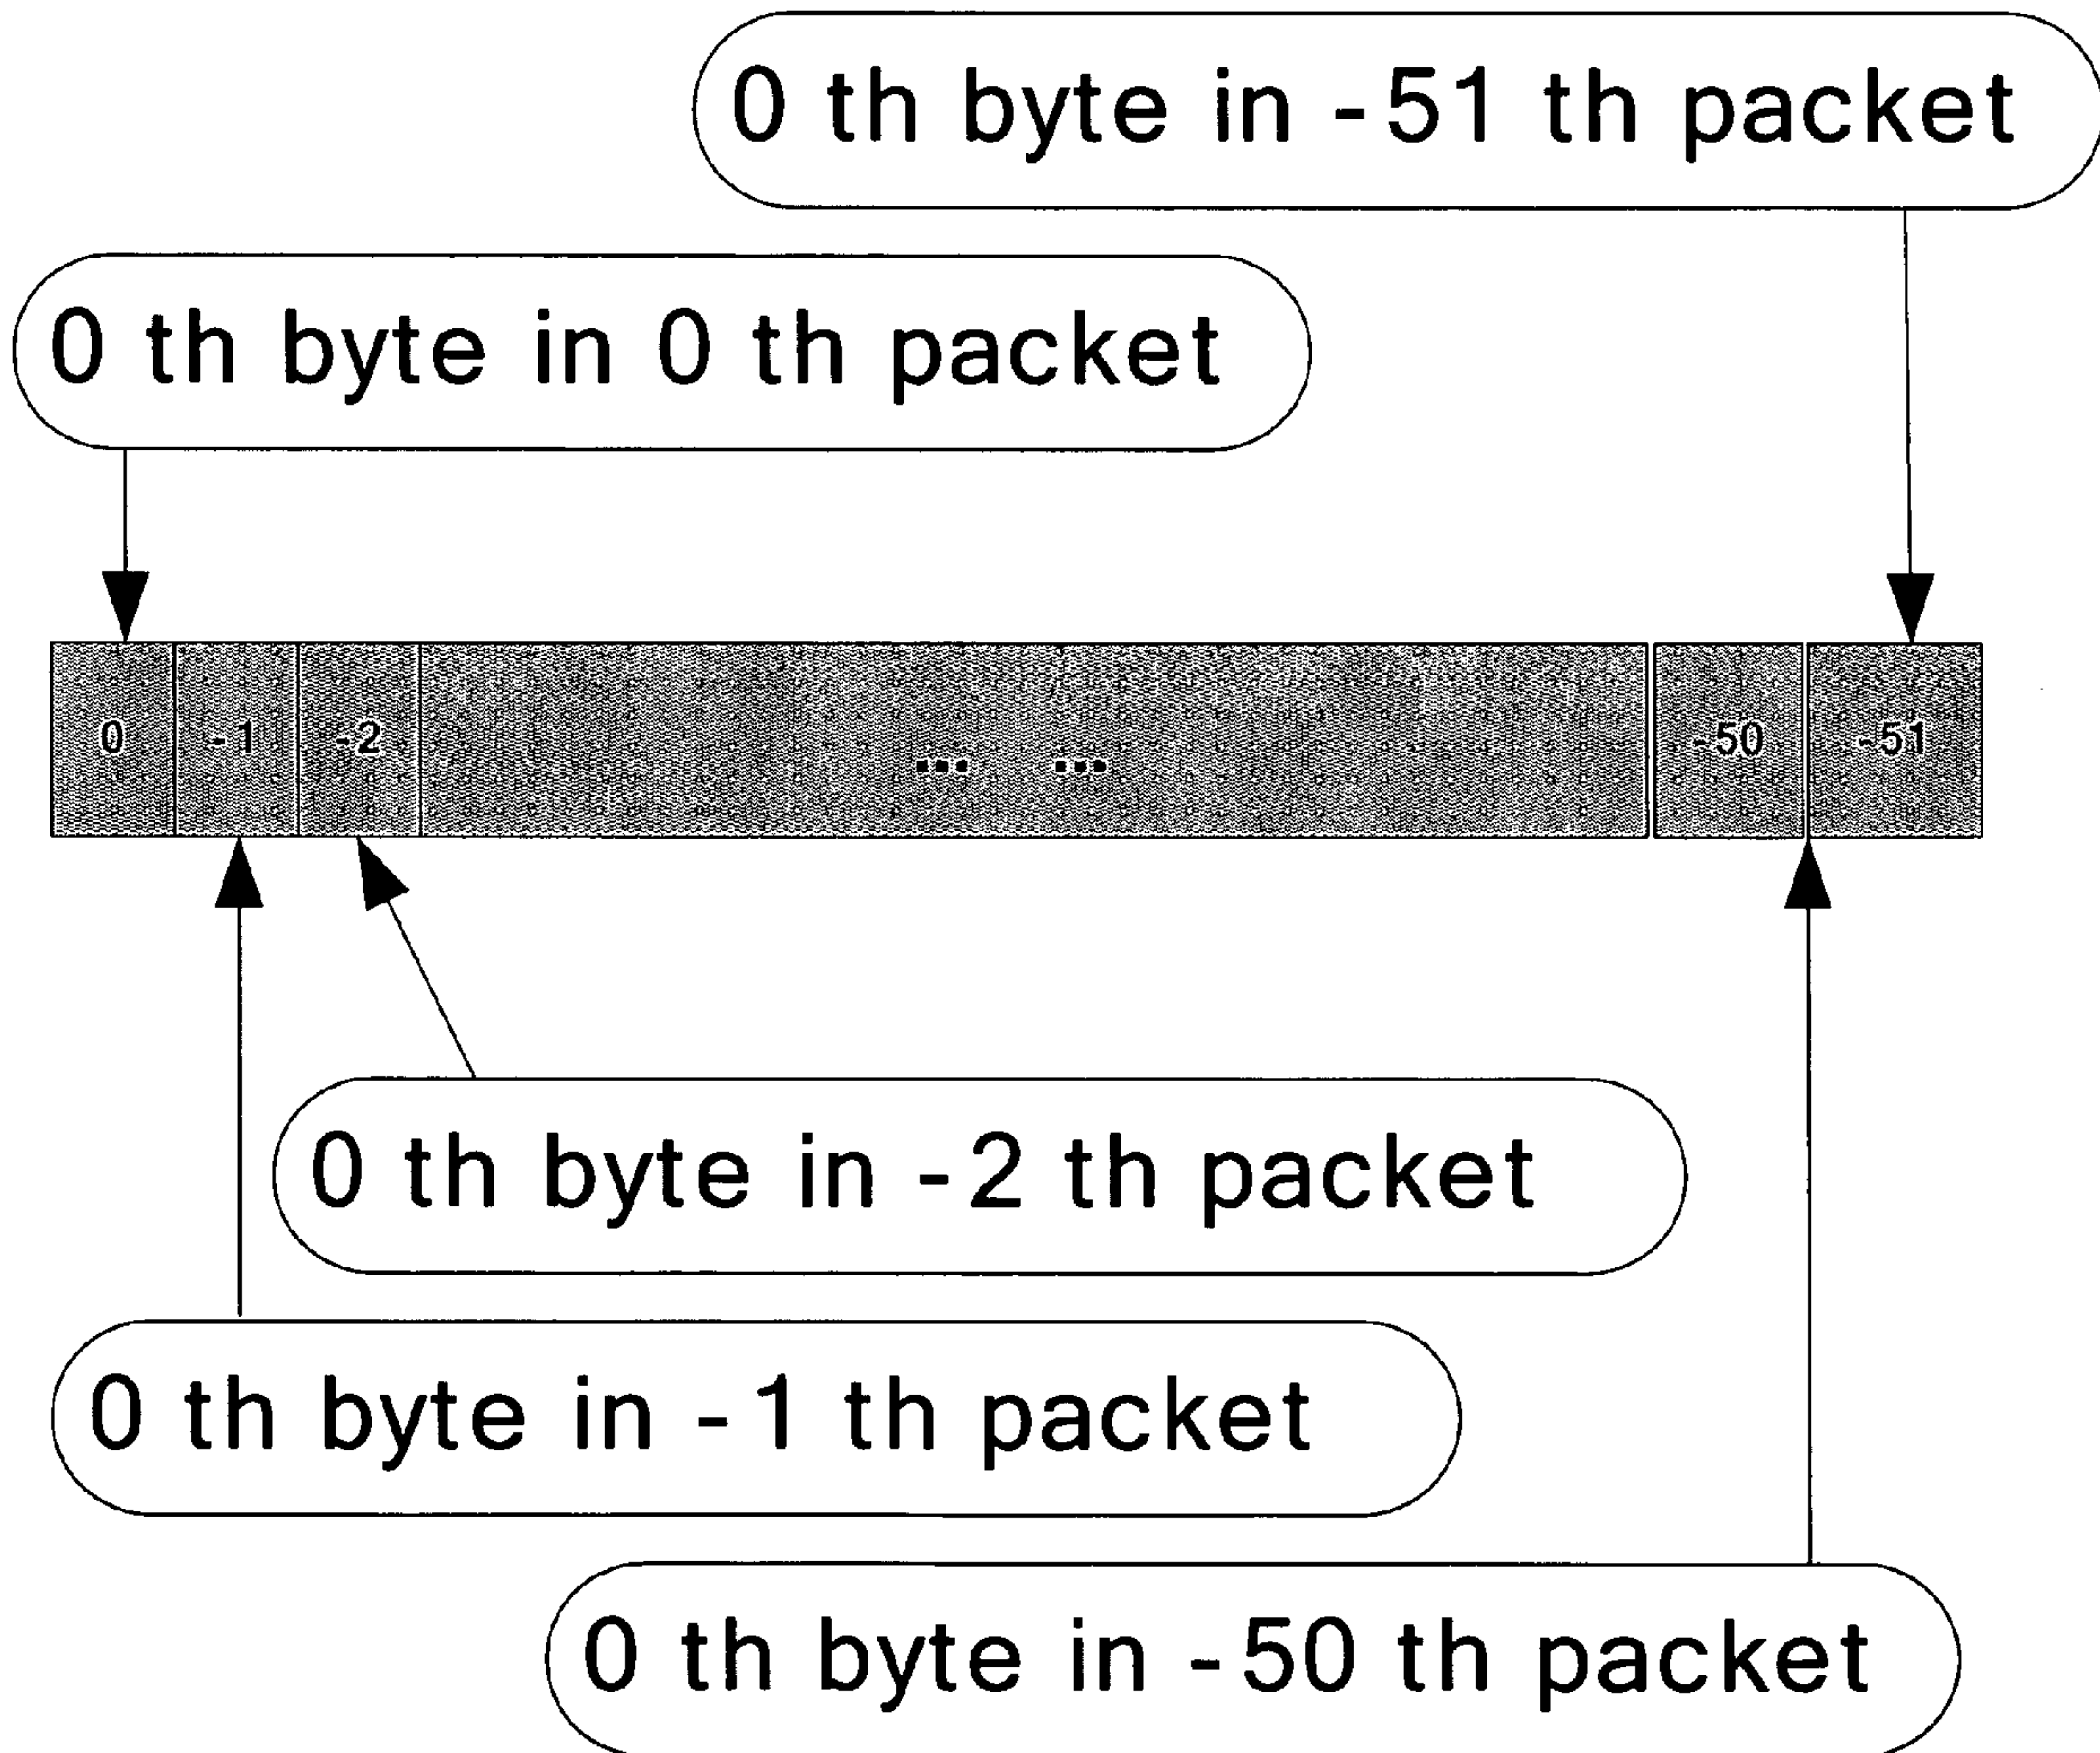 0 th byte in -51 th packet
0 th byte in 0 th packet
0 -1 -2 ... ... -50 -51
0 th byte in -2 th packet
0 th byte in -1 th packet
0 th byte in -50 th packet